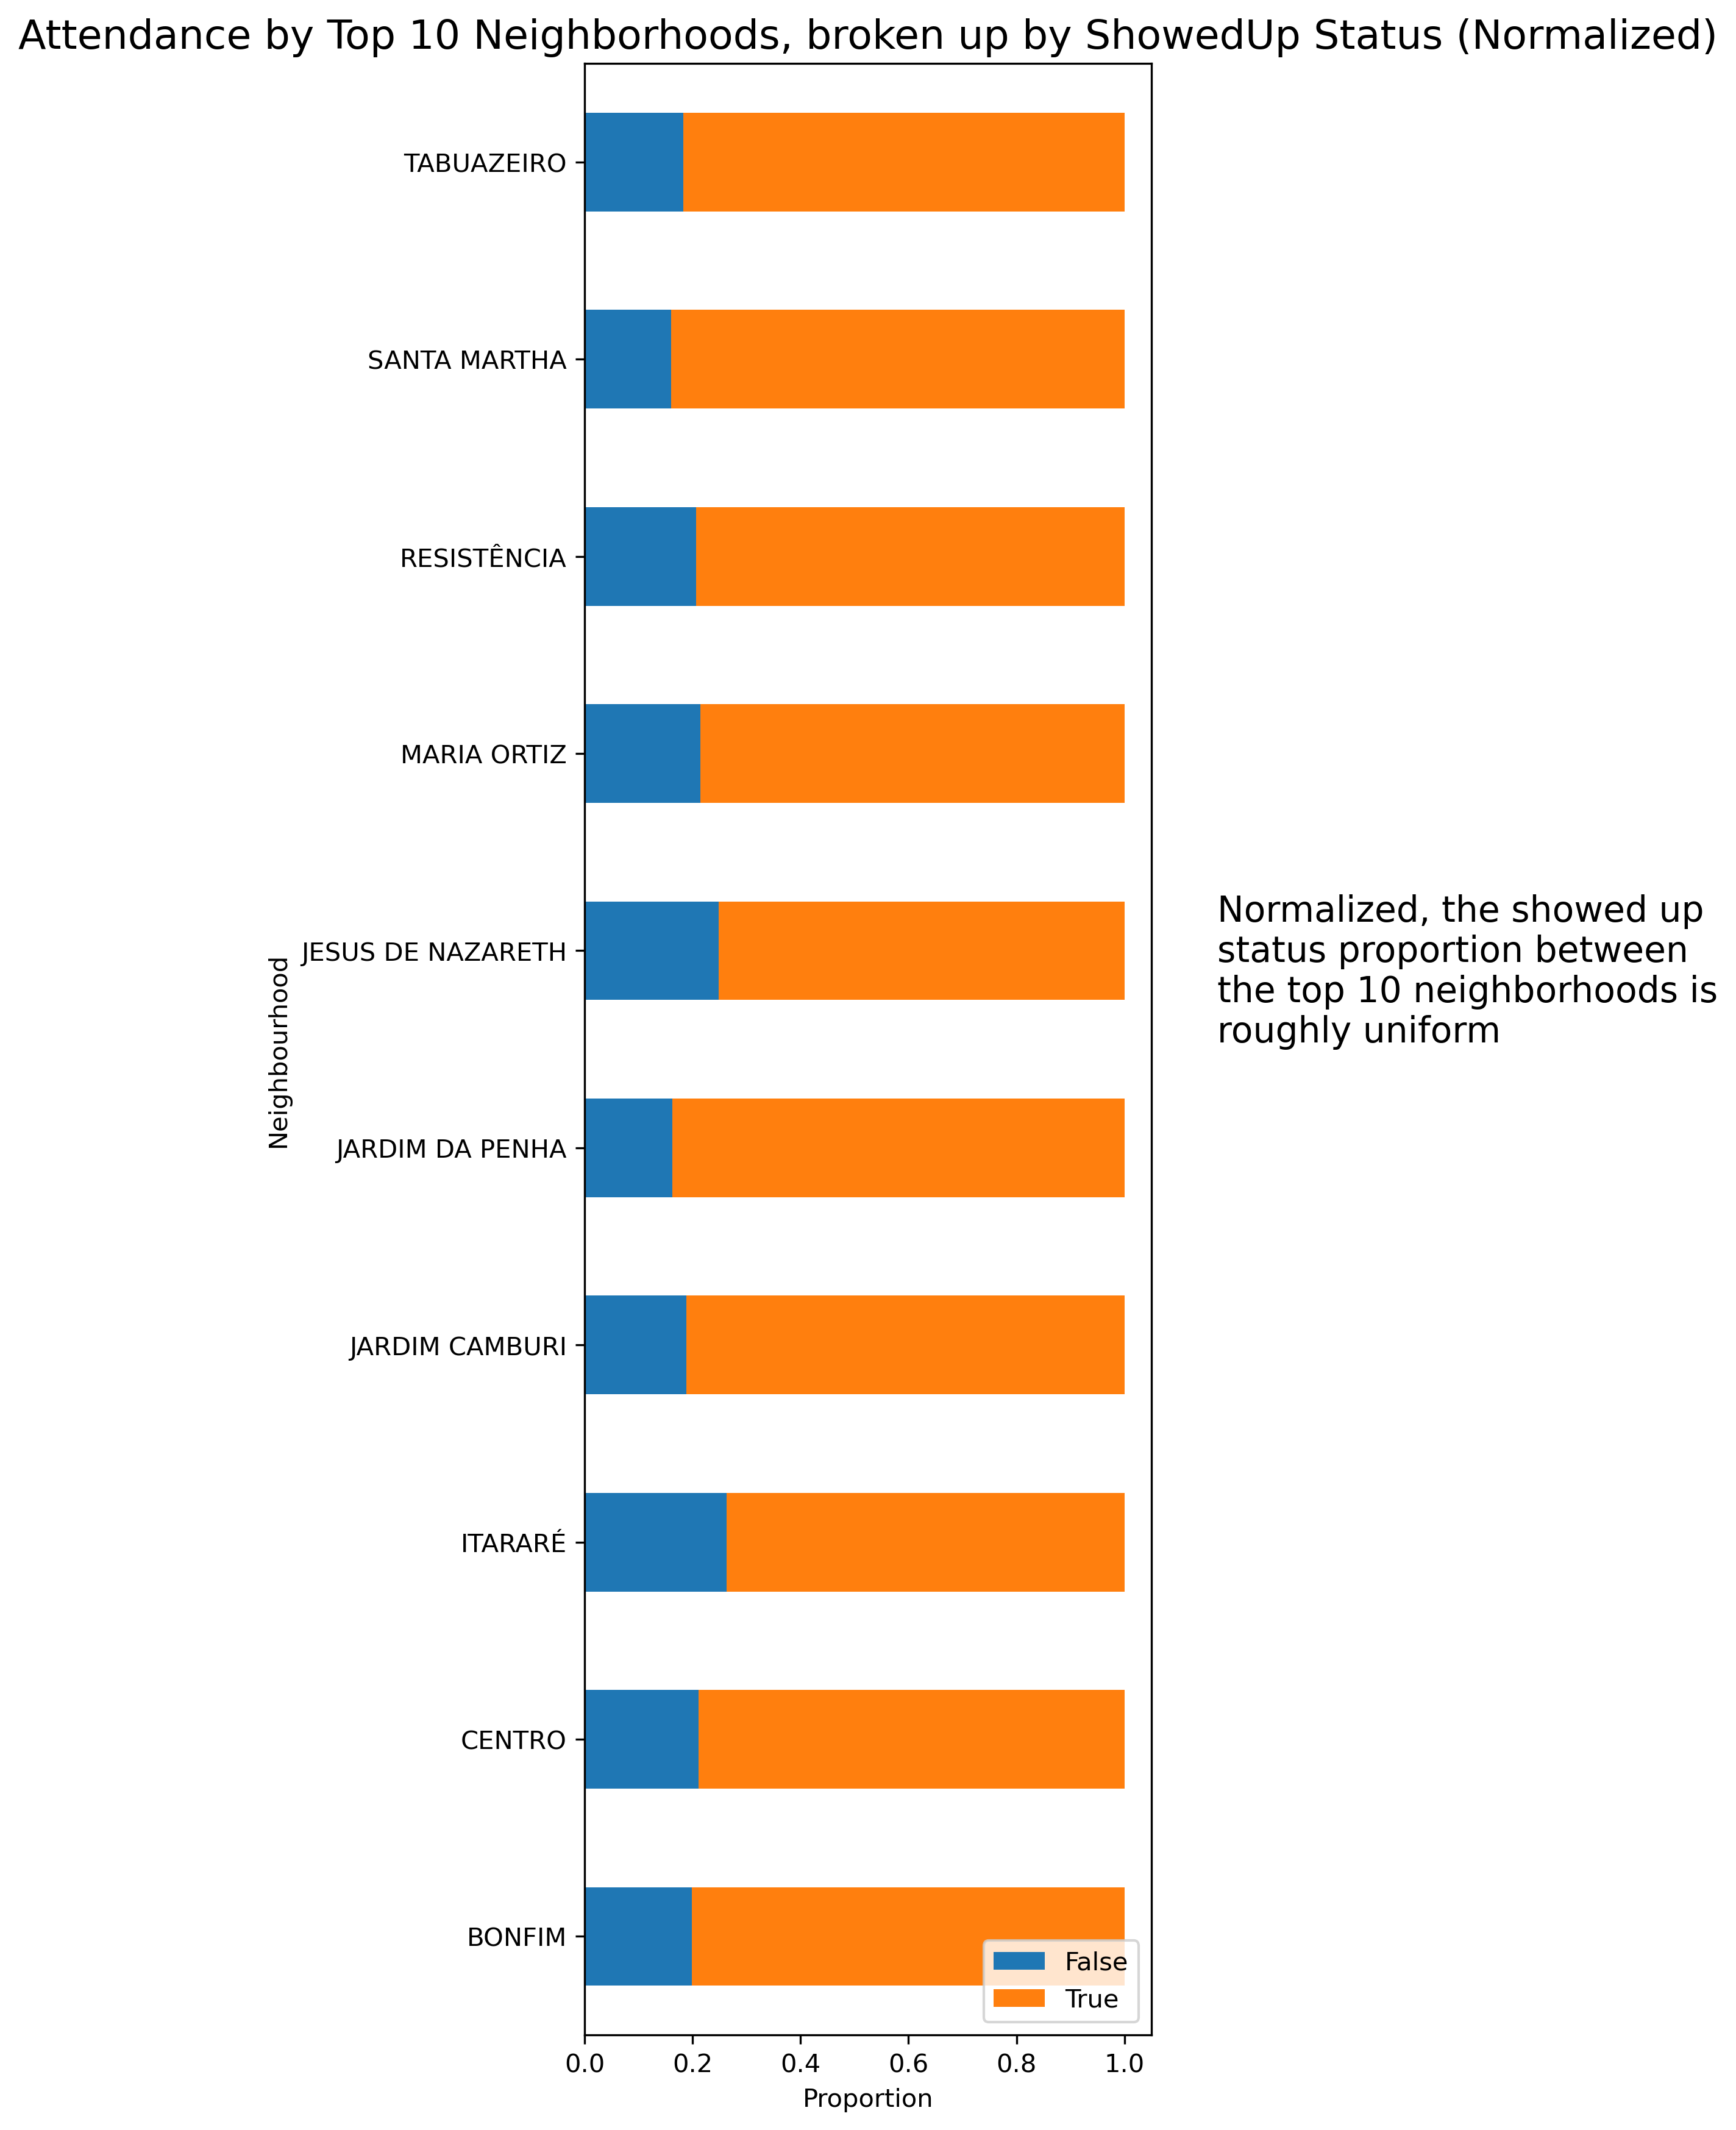 Attendance by Top 10 Neighborhoods, broken up by ShowedUp Status (Normalized)
TABUAZEIRO
SANTA MARTHA
RESISTÊNCIA
MARIA ORTIZ
JESUS DE NAZARETH
JARDIM DA PENHA
JARDIM CAMBURI
ITARARÉ
CENTRO
BONFIM
Neighbourhood
Normalized, the showed up
status proportion between
the top 10 neighborhoods is
roughly uniform
False
True
0.0 0.2 0.4 0.6 0.8 1.0
Proportion